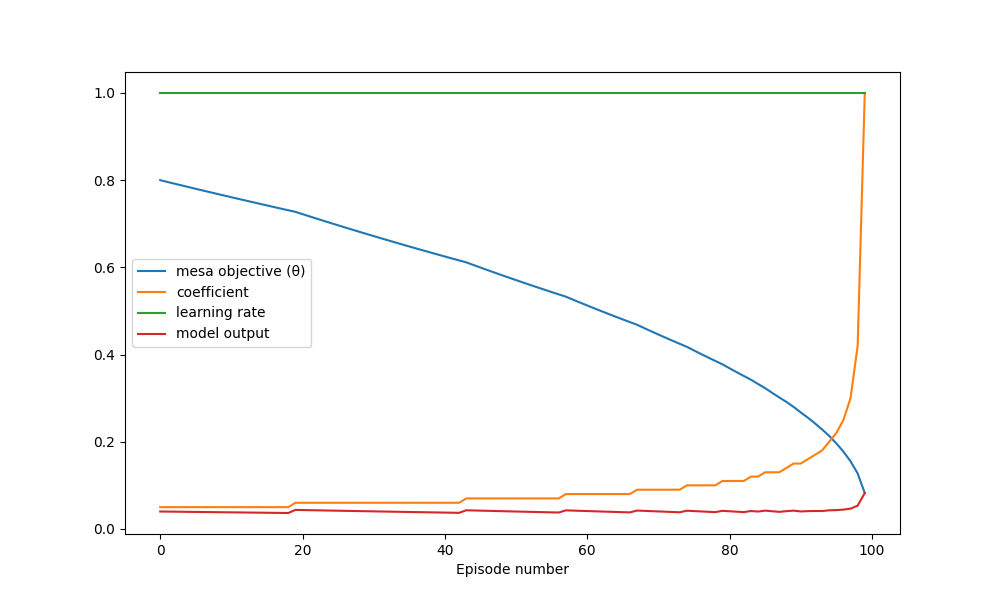 1.0
0.8
0.6
0.4
0.2
0.0
mesa objective (θ)
coefficient
learning rate
model output
0 20 40 60 80 100
Episode number